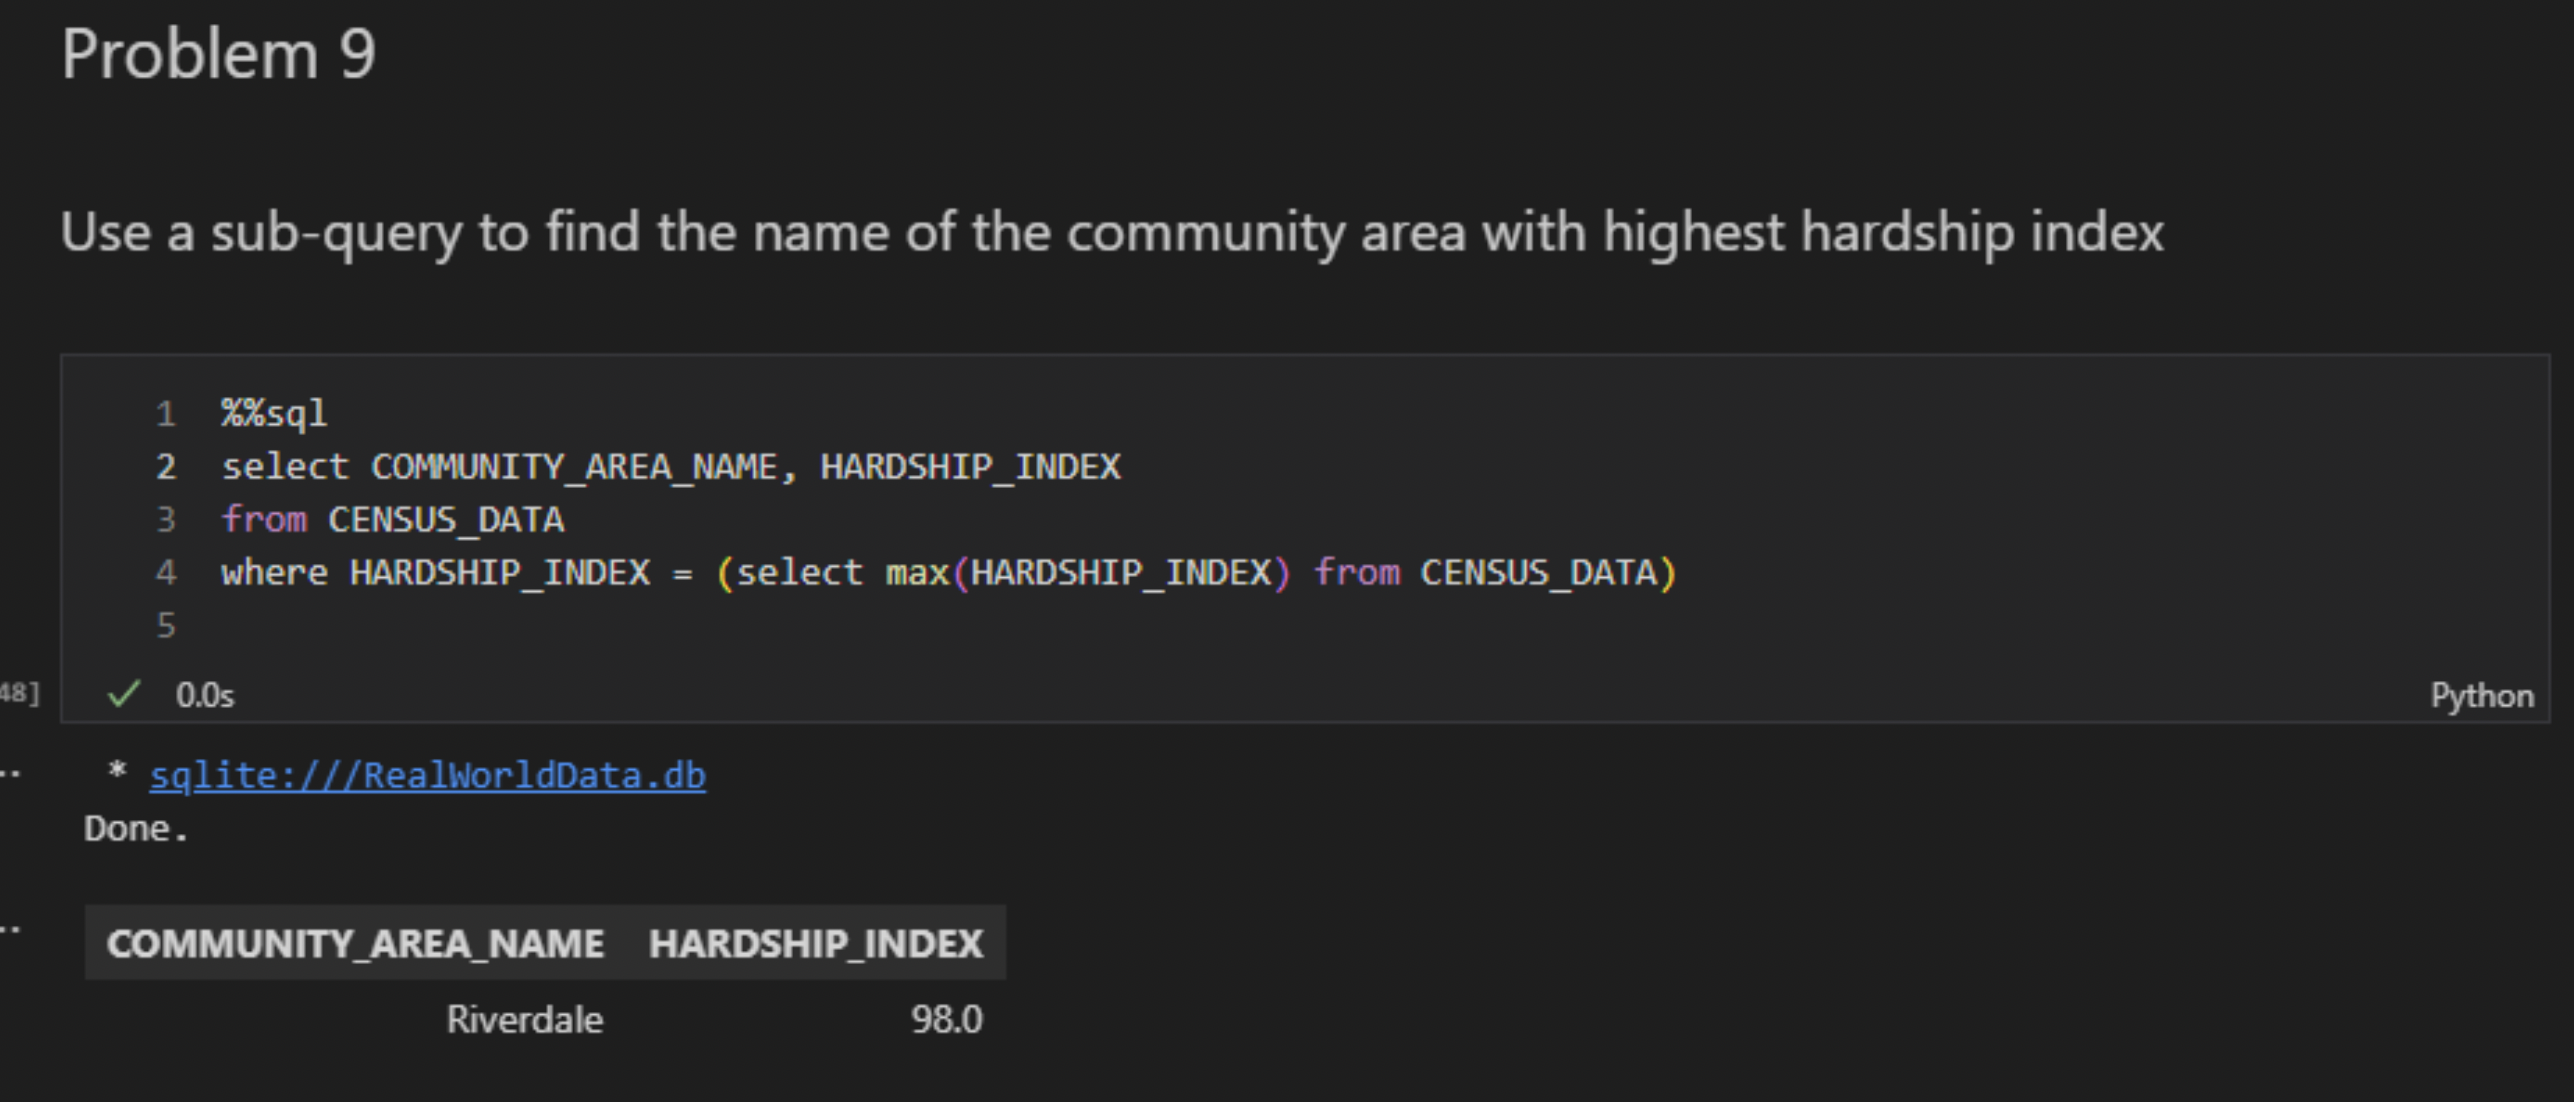 Problem 9
Use a sub-query to find the name of the community area with highest hardship index
1 %%sql
2 select COMMUNITY_AREA_NAME, HARDSHIP_INDEX
3 from CENSUS_DATA
4 where HARDSHIP_INDEX = (select max(HARDSHIP_INDEX) from CENSUS_DATA)
5
48] ✓ 0.0s Python
* sqlite:///RealWorldData.db
Done.
COMMUNITY_AREA_NAME HARDSHIP_INDEX
Riverdale 98.0